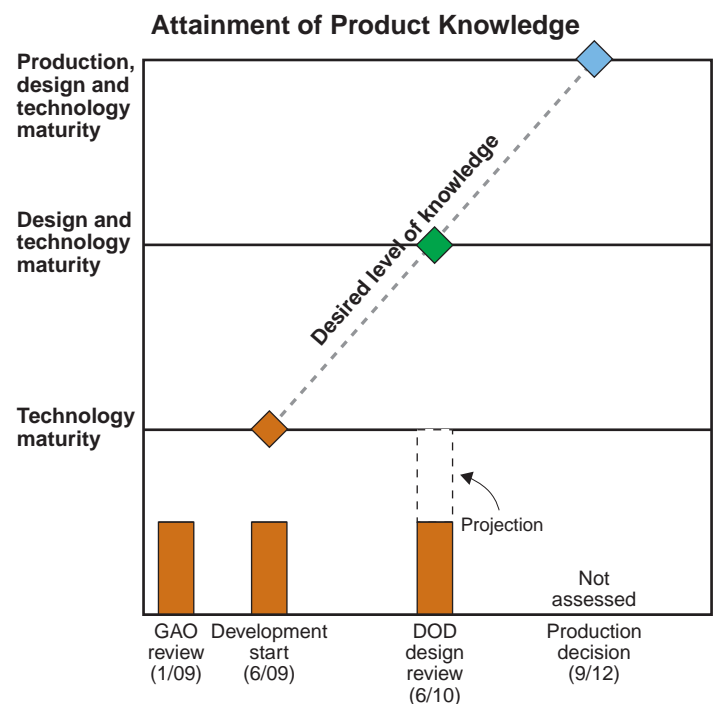 Attainment of Product Knowledge
Production,
design and
technology
maturity
Design and
technology
maturity
Technology
maturity
Desired level of knowledge
Projection
Not
assessed
GAO
review
(1/09)
Development
start
(6/09)
DOD
design
review
(6/10)
Production
decision
(9/12)